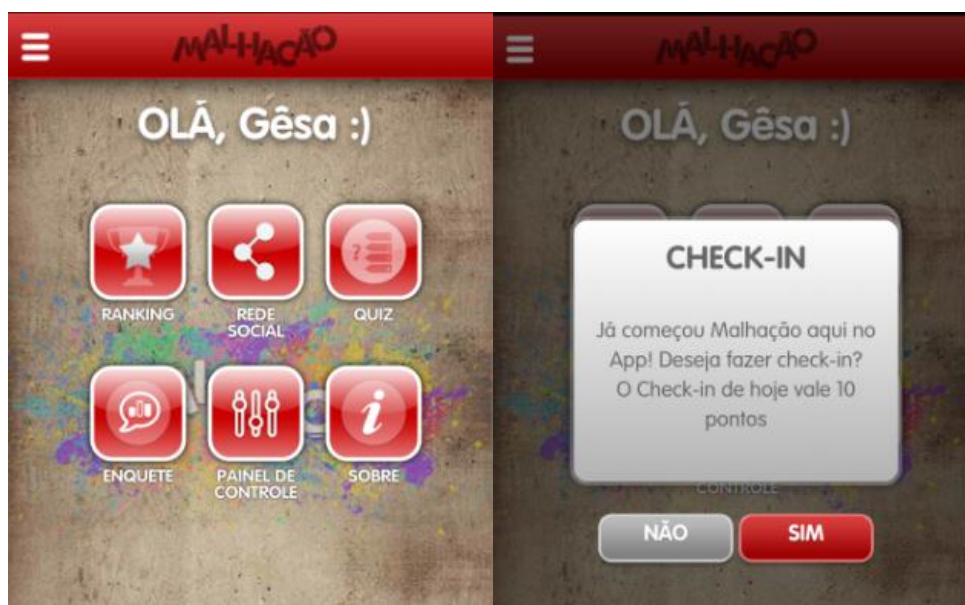 MALHAÇÃO
OLÁ, Gêsa :)
RANKING
REDE
SOCIAL
QUIZ
?
ENQUETE
PAINEL DE
CONTROLE
i
SOBRE
MALHAÇÃO
OLÁ, Gêsa :)
CHECK-IN
Já começou Malhação aqui no
App! Deseja fazer check-in?
O Check-in de hoje vale 10
pontos
CONTROLE
NÃO
SIM